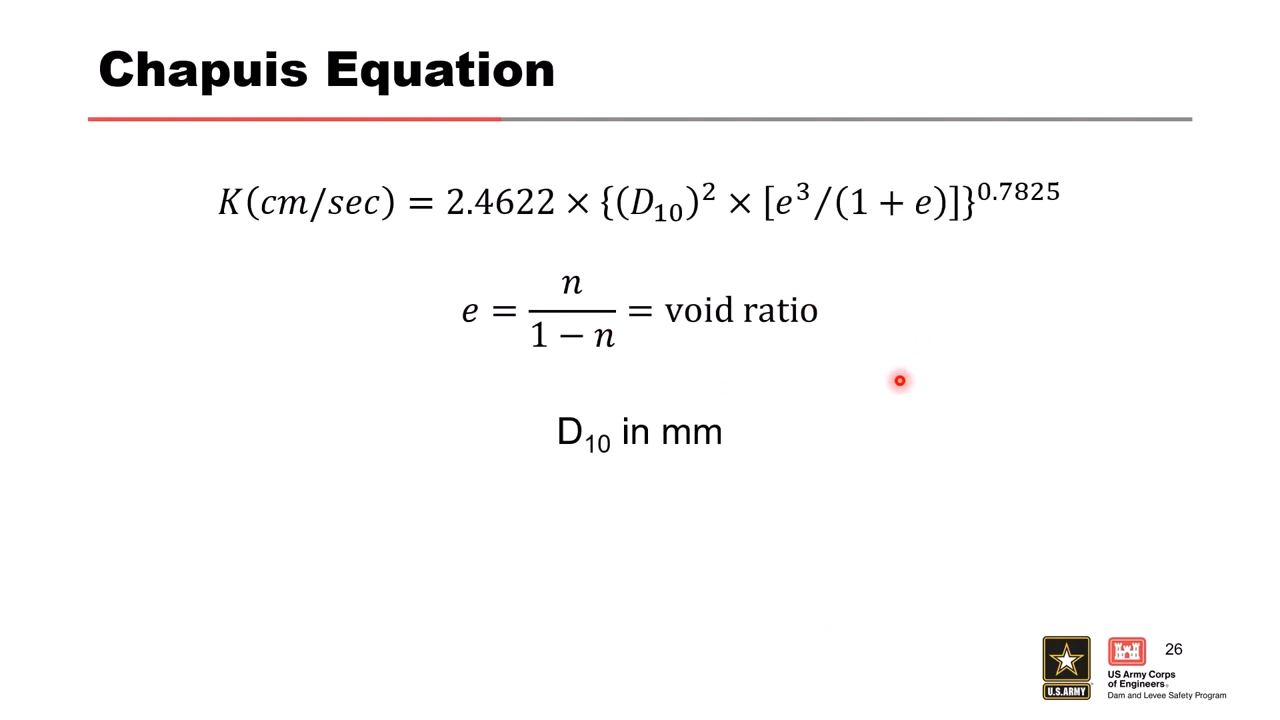 Chapuis Equation
K(cm/sec) = 2.4622 × {(D₁₀)² × [e³/(1 + e)]}⁰·⁷⁸²⁵
e = n/(1 − n) = void ratio
D₁₀ in mm
26
U.S. ARMY
US Army Corps
of Engineers®
Dam and Levee Safety Program